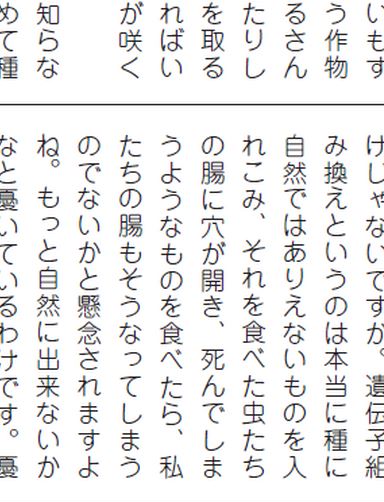 いもす
う作物
るさん
たりし
を取る
ればい
が咲く
知らな
めて種
けじゃないですか。遺伝子組
み換えというのは本当に種に
自然ではありえないものを入
れこみ、それを食べた虫たち
の腸に穴が開き、死んでしま
うようなものを食べたら、私
たちの腸もそうなってしまう
のでないかと懸念されますよ
ね。もっと自然に出来ないか
なと憂いているわけです。憂